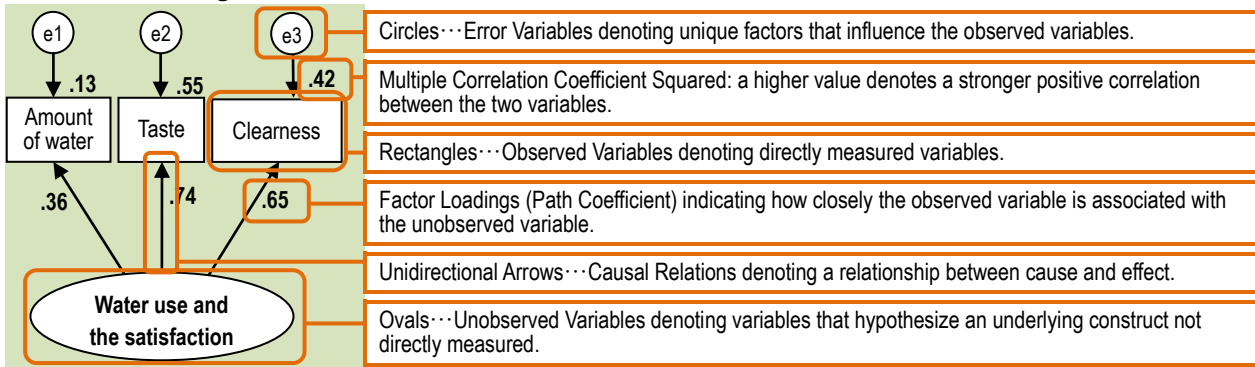 e1
e2
e3
.13
.55
.42
Amount
of water
Taste
Clearness
.36
.74
.65
Water use and
the satisfaction
Circles⋯Error Variables denoting unique factors that influence the observed variables.
Multiple Correlation Coefficient Squared: a higher value denotes a stronger positive correlation
between the two variables.
Rectangles⋯Observed Variables denoting directly measured variables.
Factor Loadings (Path Coefficient) indicating how closely the observed variable is associated with
the unobserved variable.
Unidirectional Arrows⋯Causal Relations denoting a relationship between cause and effect.
Ovals⋯Unobserved Variables denoting variables that hypothesize an underlying construct not
directly measured.